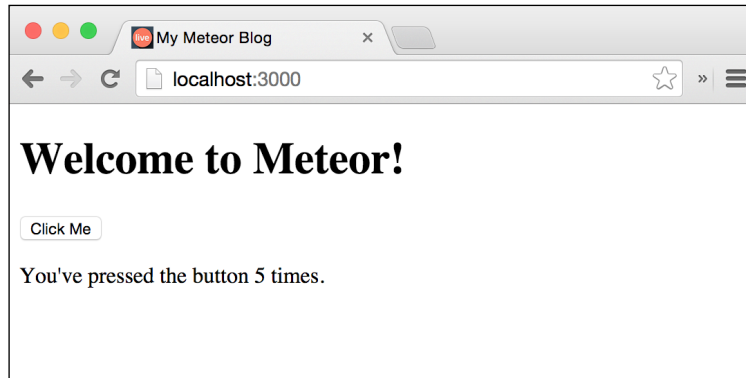 live My Meteor Blog
localhost:3000
Welcome to Meteor!
Click Me
You've pressed the button 5 times.